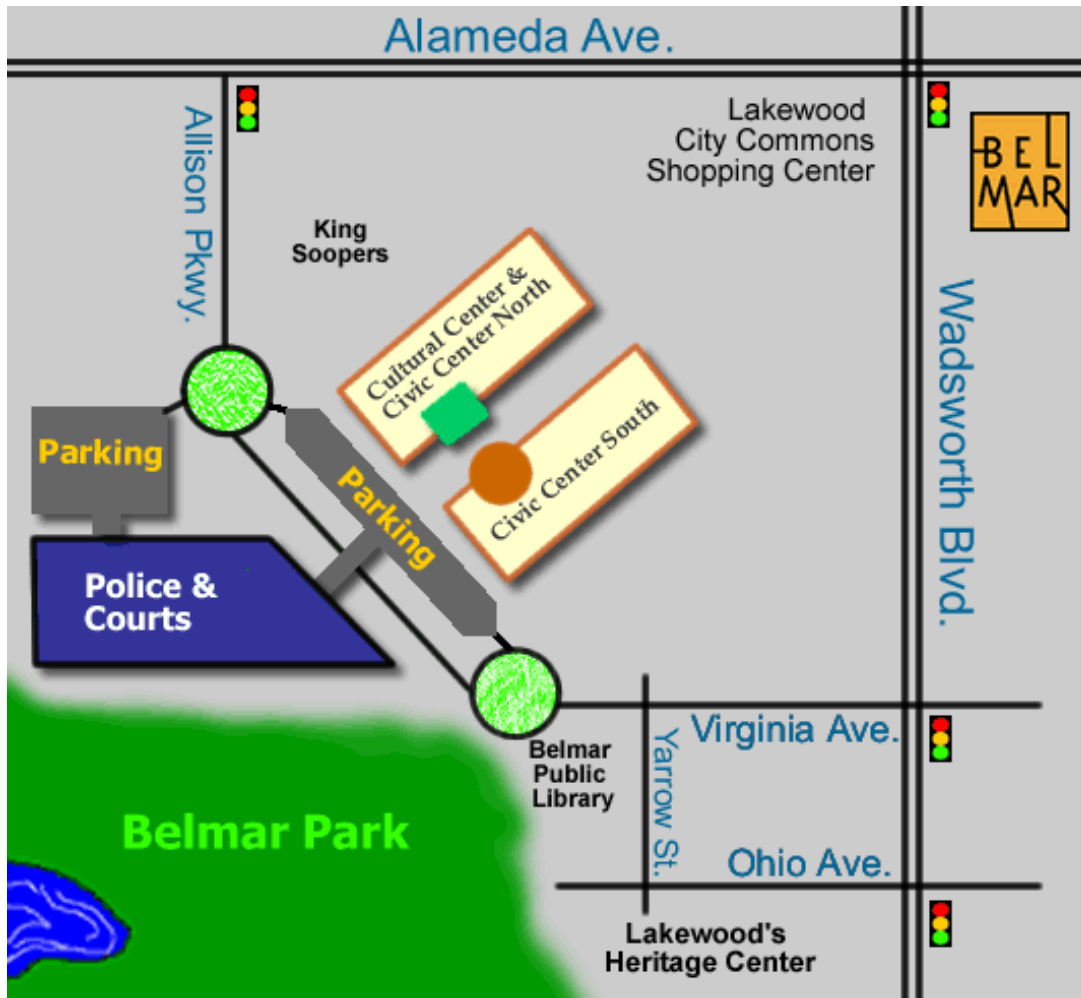 Alameda Ave.
Allison Pkwy.
Lakewood
City Commons
Shopping Center
BEL
MAR
King
Soopers
Cultural Center &
Civic Center North
Civic Center South
Wadsworth Blvd.
Parking
Parking
Police &
Courts
Virginia Ave.
Belmar
Public
Library
Yarrow St.
Belmar Park
Ohio Ave.
Lakewood's
Heritage Center